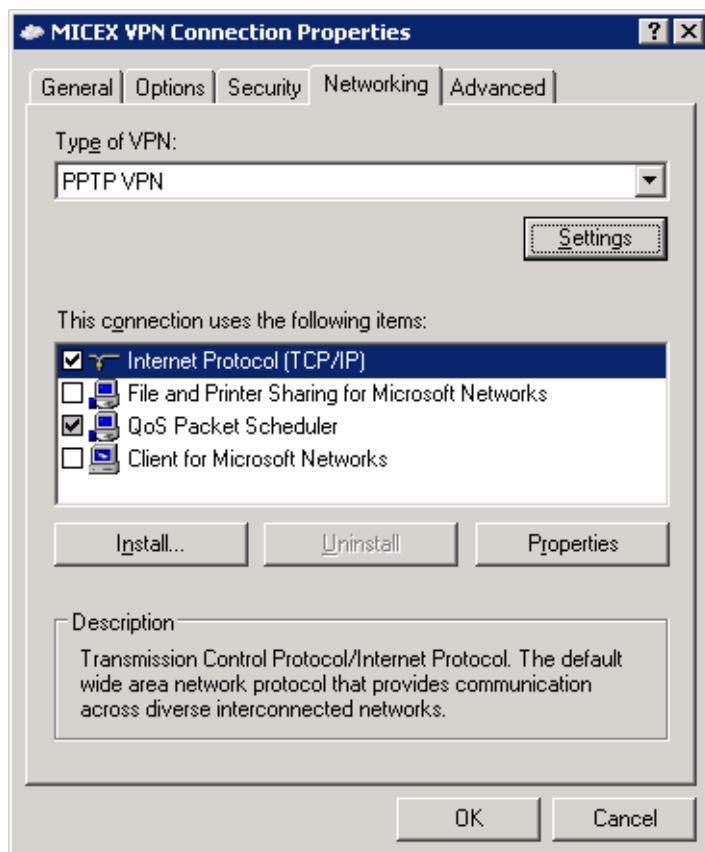 MICEX VPN Connection Properties
General Options Security Networking Advanced
Type of VPN:
PPTP VPN
Settings
This connection uses the following items:
Internet Protocol (TCP/IP)
File and Printer Sharing for Microsoft Networks
QoS Packet Scheduler
Client for Microsoft Networks
Install... Uninstall Properties
Description
Transmission Control Protocol/Internet Protocol. The default
wide area network protocol that provides communication
across diverse interconnected networks.
OK Cancel